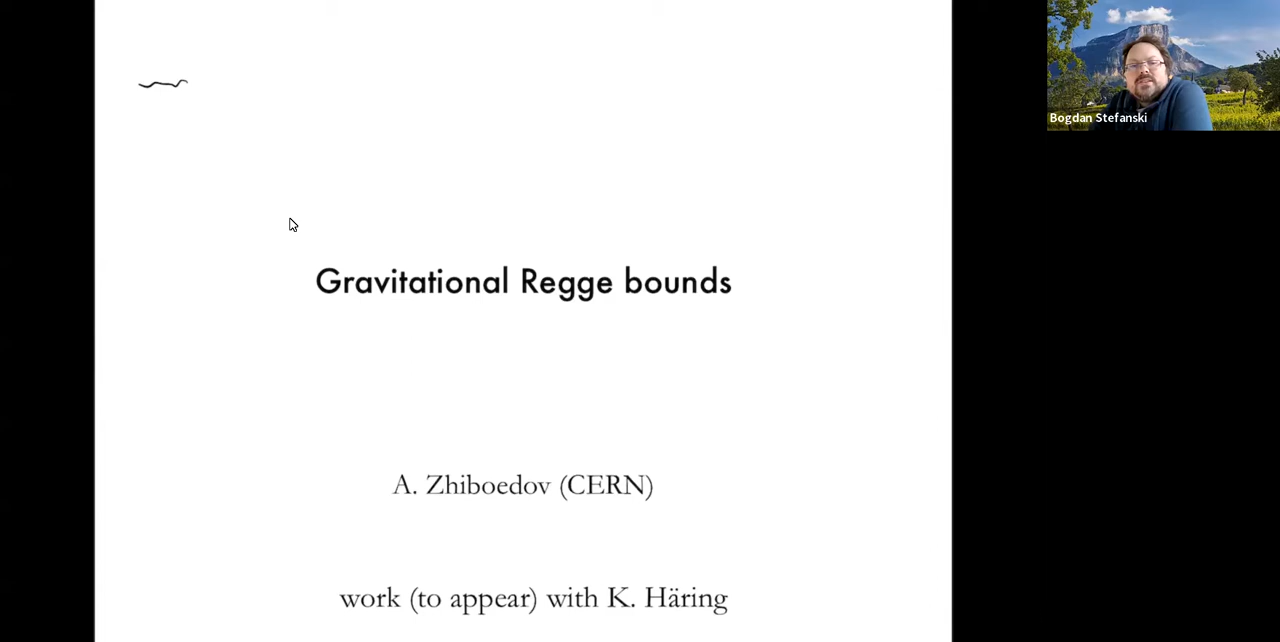 Bogdan Stefanski
Gravitational Regge bounds
A. Zhiboedov (CERN)
work (to appear) with K. Häring